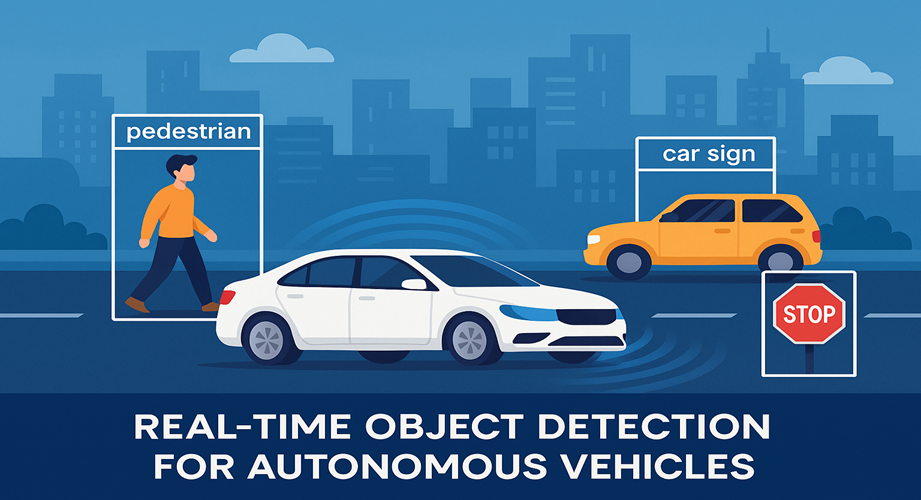 pedestrian
car sign
STOP
REAL-TIME OBJECT DETECTION
FOR AUTONOMOUS VEHICLES